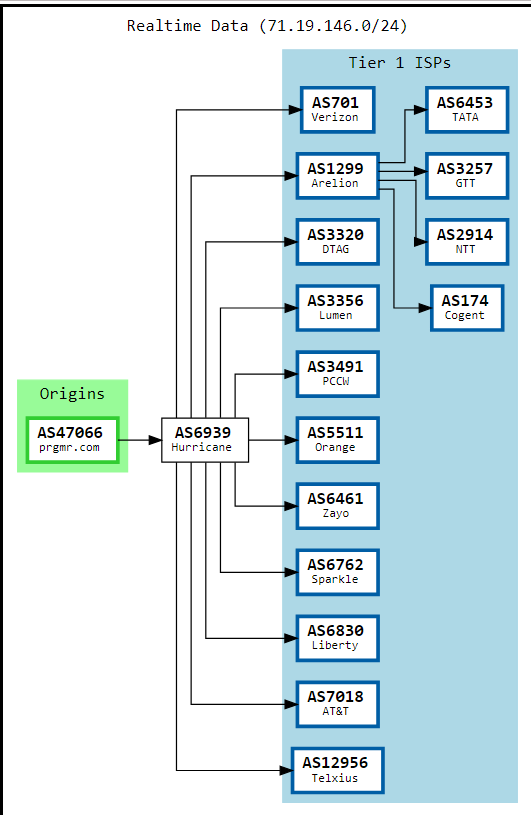 Realtime Data (71.19.146.0/24)
Tier 1 ISPs
AS701
Verizon
AS6453
TATA
AS1299
Arelion
AS3257
GTT
AS3320
DTAG
AS2914
NTT
AS3356
Lumen
AS174
Cogent
AS3491
PCCW
Origins
AS47066
prgmr.com
AS6939
Hurricane
AS5511
Orange
AS6461
Zayo
AS6762
Sparkle
AS6830
Liberty
AS7018
AT&T
AS12956
Telxius